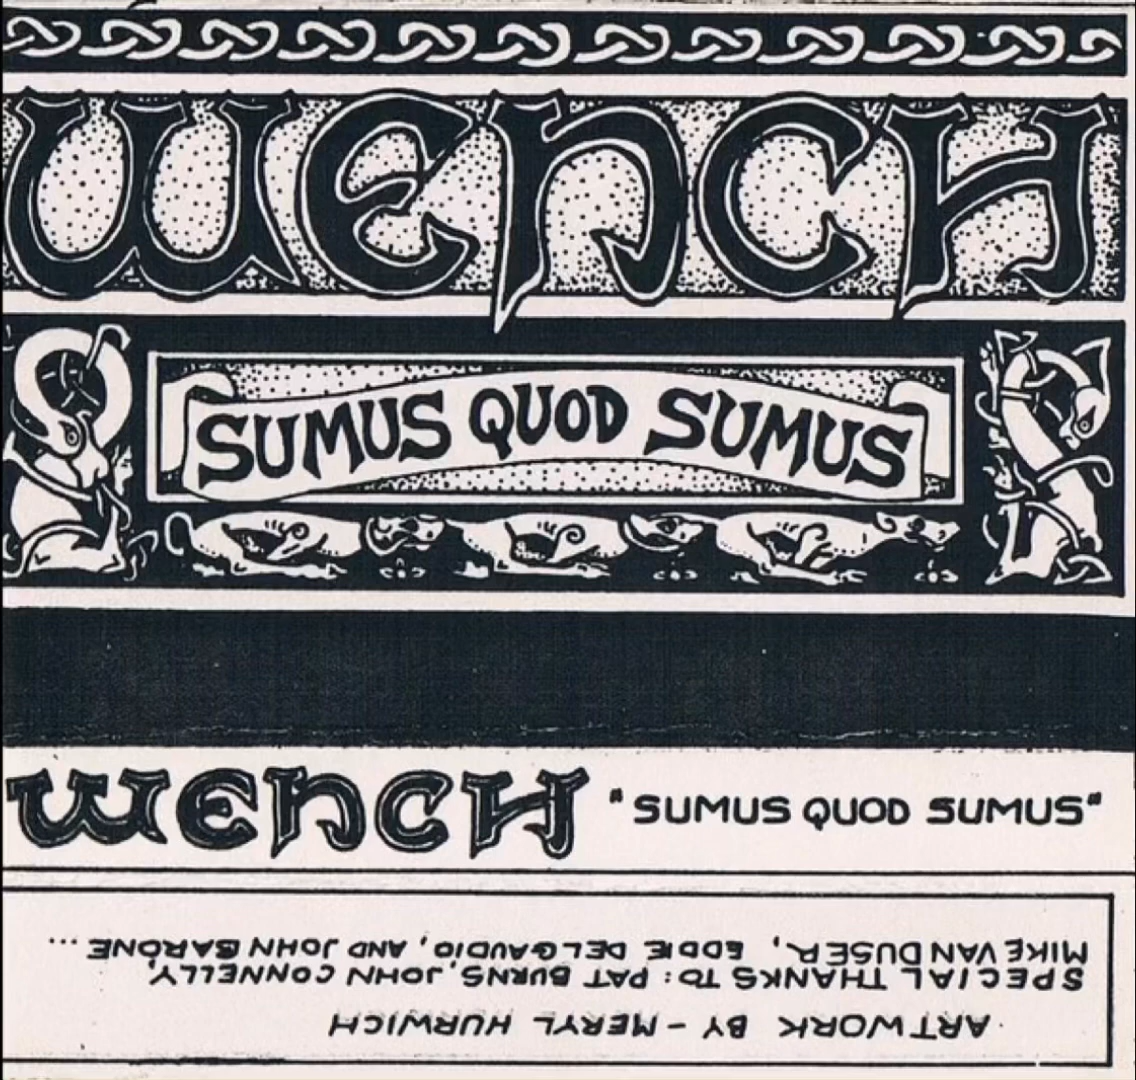 WENCH
SUMUS QUOD SUMUS
WENCH "SUMUS QUOD SUMUS"
ARTWORK BY - MERYL HURWICH
SPECIAL THANKS TO: PAT BURNS, JOHN CONNELLY,
MIKE VAN DUSER, EDDIE DELGAUDIO, AND JOHN BARONE...